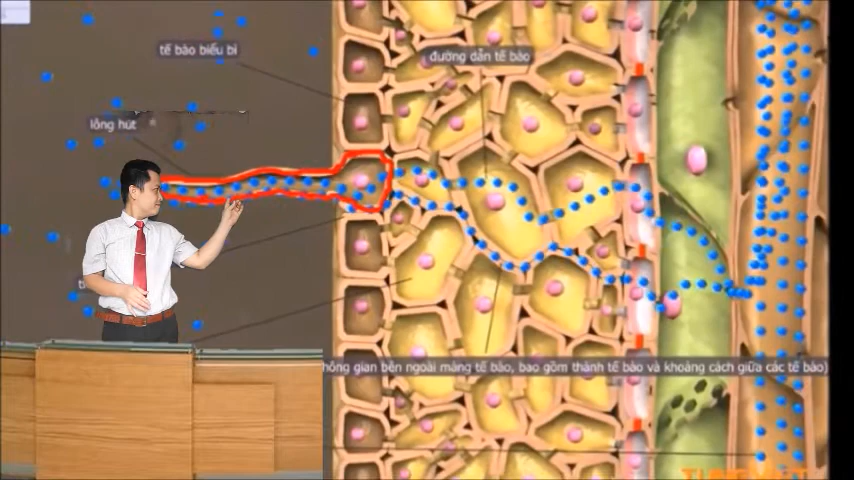 tế bào biểu bì
đường dẫn tế bào
lông hút
hông gian bên ngoài màng tế bào, bao gồm thành tế bào và khoảng cách giữa các tế bào)